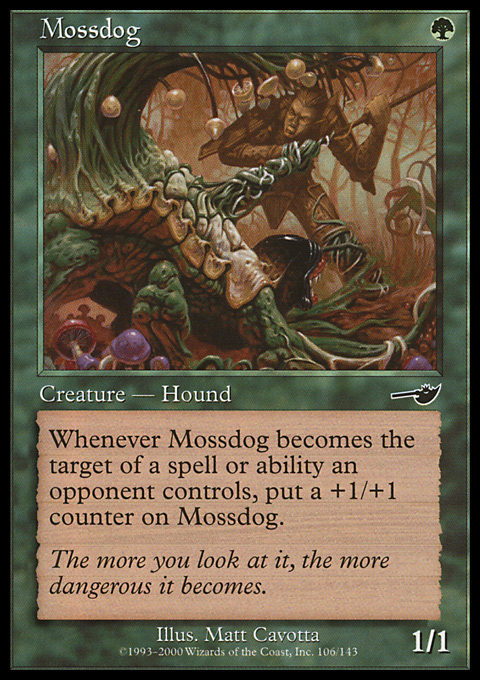 Mossdog
Creature — Hound
Whenever Mossdog becomes the
target of a spell or ability an
opponent controls, put a +1/+1
counter on Mossdog.
The more you look at it, the more
dangerous it becomes.
Illus. Matt Cavotta
©1993–2000 Wizards of the Coast, Inc. 106/143
1/1